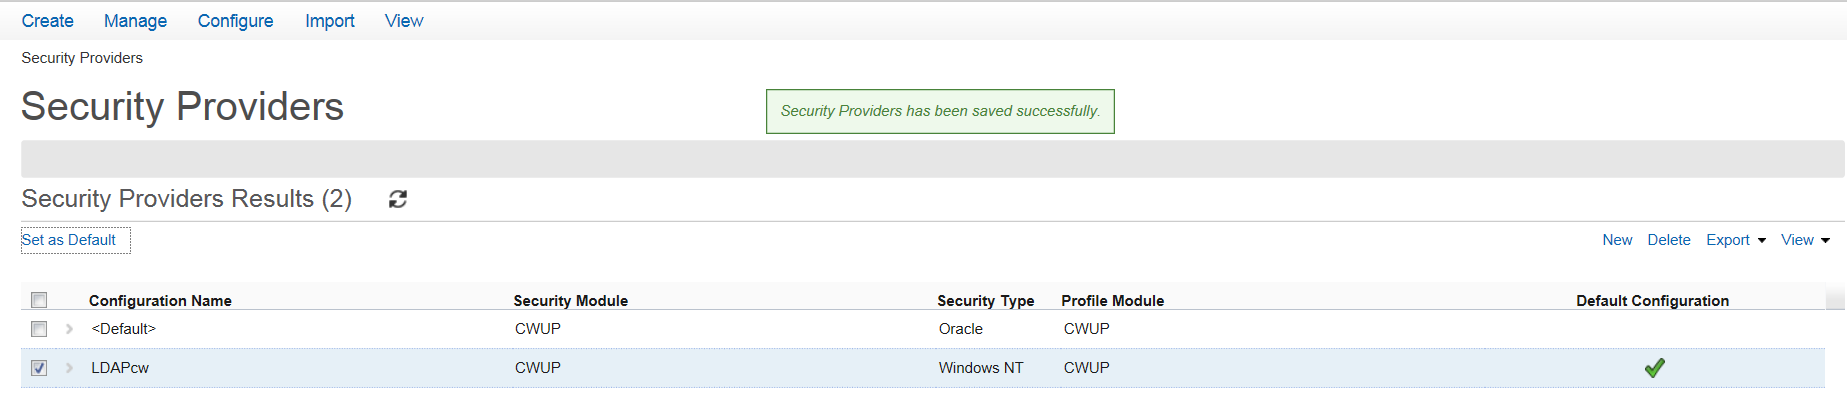 Create Manage Configure Import View
Security Providers
Security Providers
Security Providers has been saved successfully.
Security Providers Results (2)
Set as Default New Delete Export View
Configuration Name Security Module Security Type Profile Module Default Configuration
<Default> CWUP Oracle CWUP
LDAPcw CWUP Windows NT CWUP